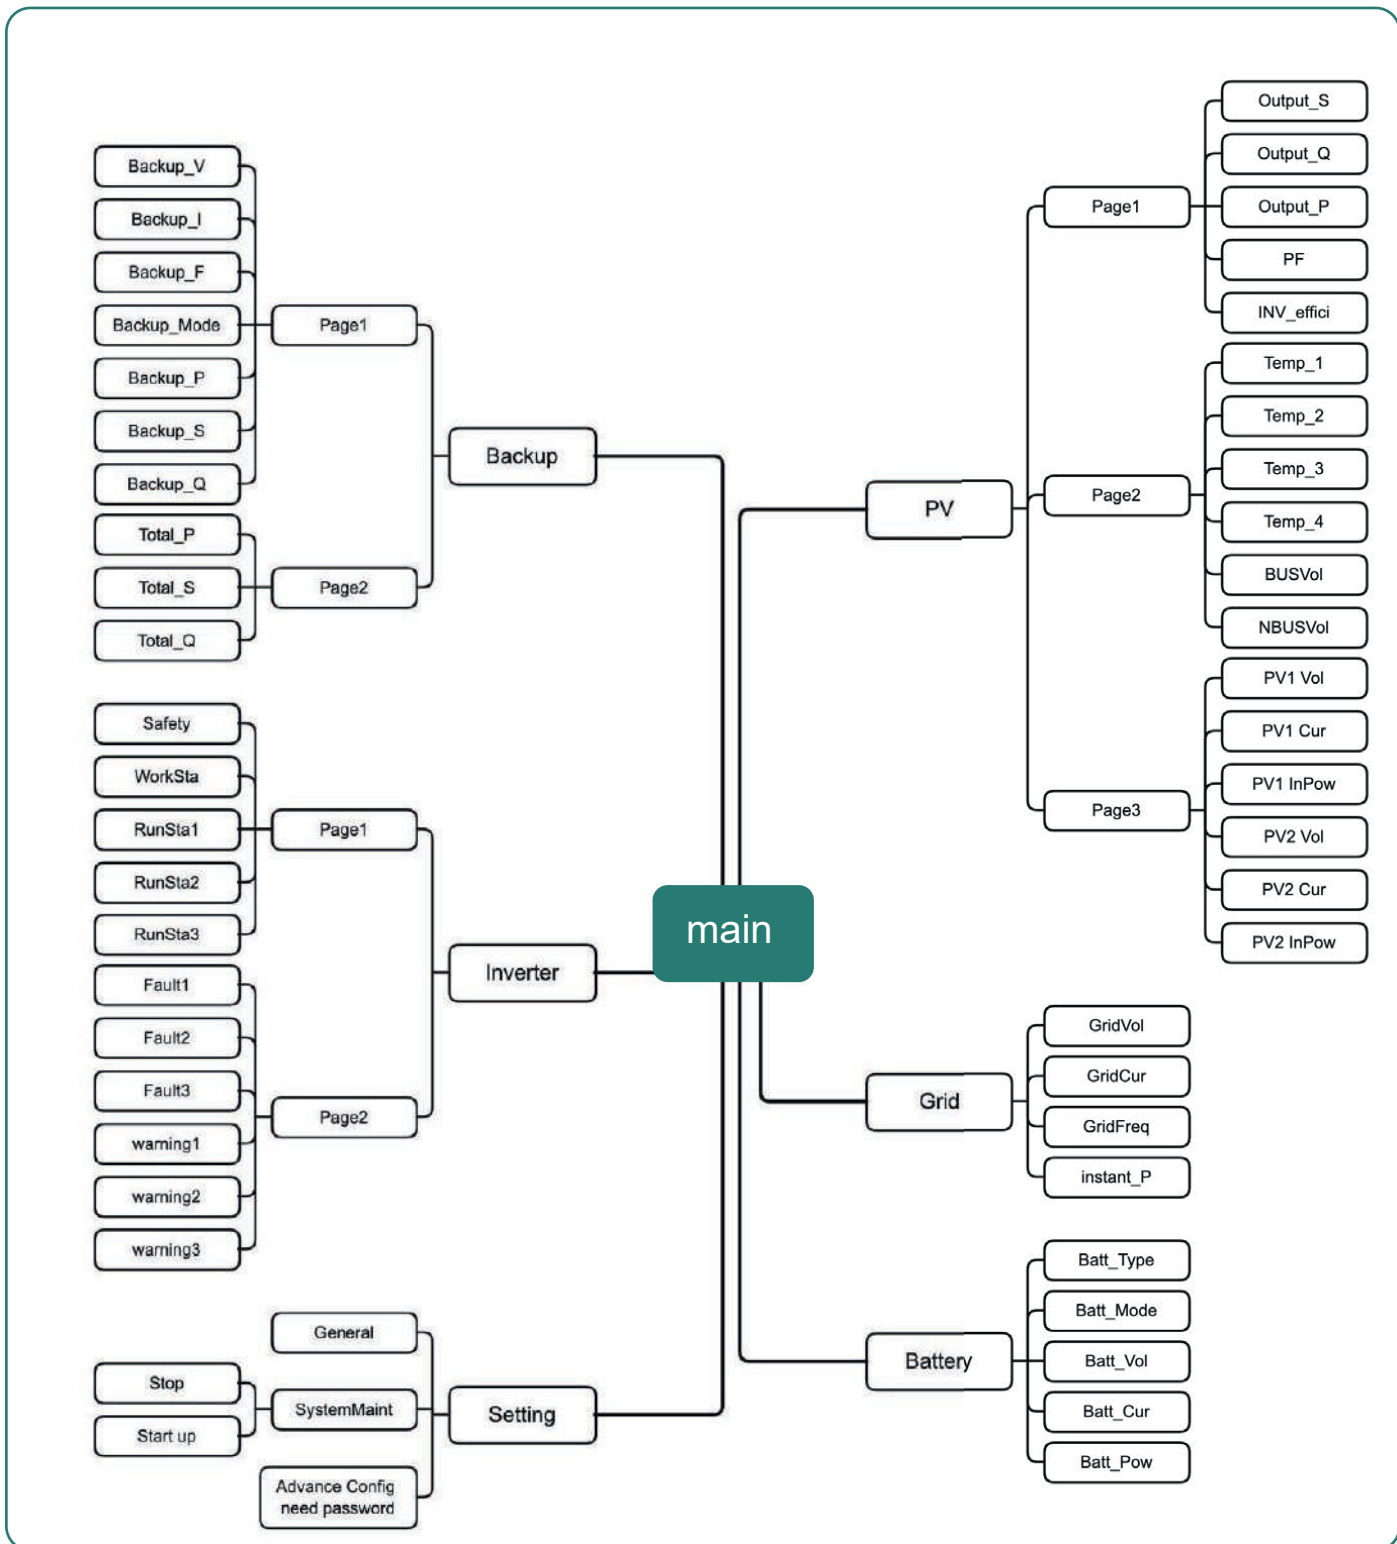 Backup_V
Backup_I
Backup_F
Backup_Mode
Backup_P
Backup_S
Backup_Q
Page1
Total_P
Total_S
Total_Q
Page2
Backup
Safety
WorkSta
RunSta1
RunSta2
RunSta3
Page1
Fault1
Fault2
Fault3
warning1
warning2
warning3
Page2
Inverter
General
Stop
Start up
SystemMaint
Advance Config
need password
Setting
main
PV
Page1
Output_S
Output_Q
Output_P
PF
INV_effici
Page2
Temp_1
Temp_2
Temp_3
Temp_4
BUSVol
NBUSVol
Page3
PV1 Vol
PV1 Cur
PV1 InPow
PV2 Vol
PV2 Cur
PV2 InPow
Grid
GridVol
GridCur
GridFreq
instant_P
Battery
Batt_Type
Batt_Mode
Batt_Vol
Batt_Cur
Batt_Pow